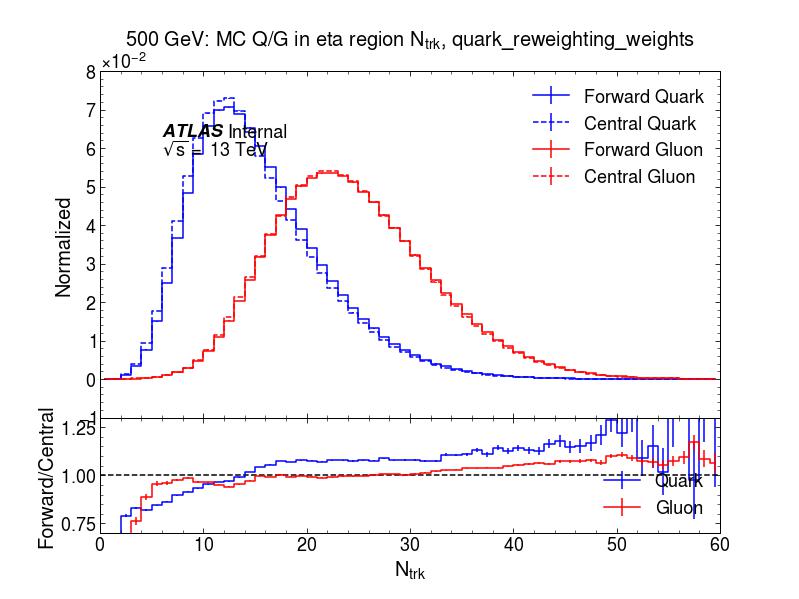 500 GeV: MC Q/G in eta region N_trk, quark_reweighting_weights
×10⁻²
8
7
6
5
4
3
2
1
0
−1
Normalized
ATLAS Internal
√s = 13 TeV
Forward Quark
Central Quark
Forward Gluon
Central Gluon
1.25
1.00
0.75
Forward/Central
Quark
Gluon
0 10 20 30 40 50 60
N_trk